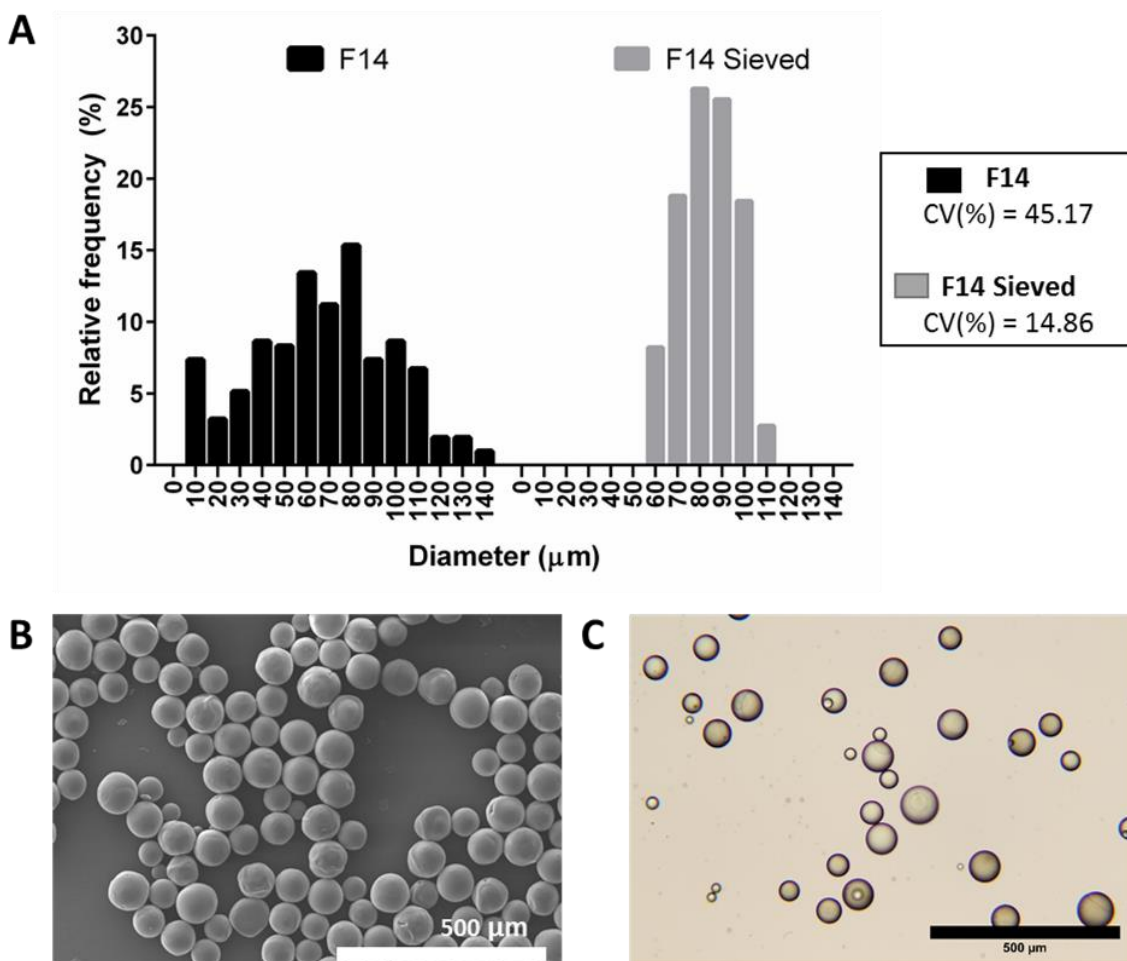 A
30
25
20
15
10
5
0
Relative frequency (%)
F14
F14 Sieved
0 10 20 30 40 50 60 70 80 90 100 110 120 130 140 0 10 20 30 40 50 60 70 80 90 100 110 120 130 140
Diameter (μm)
F14
CV(%) = 45.17
F14 Sieved
CV(%) = 14.86
B
500 μm
C
500 μm